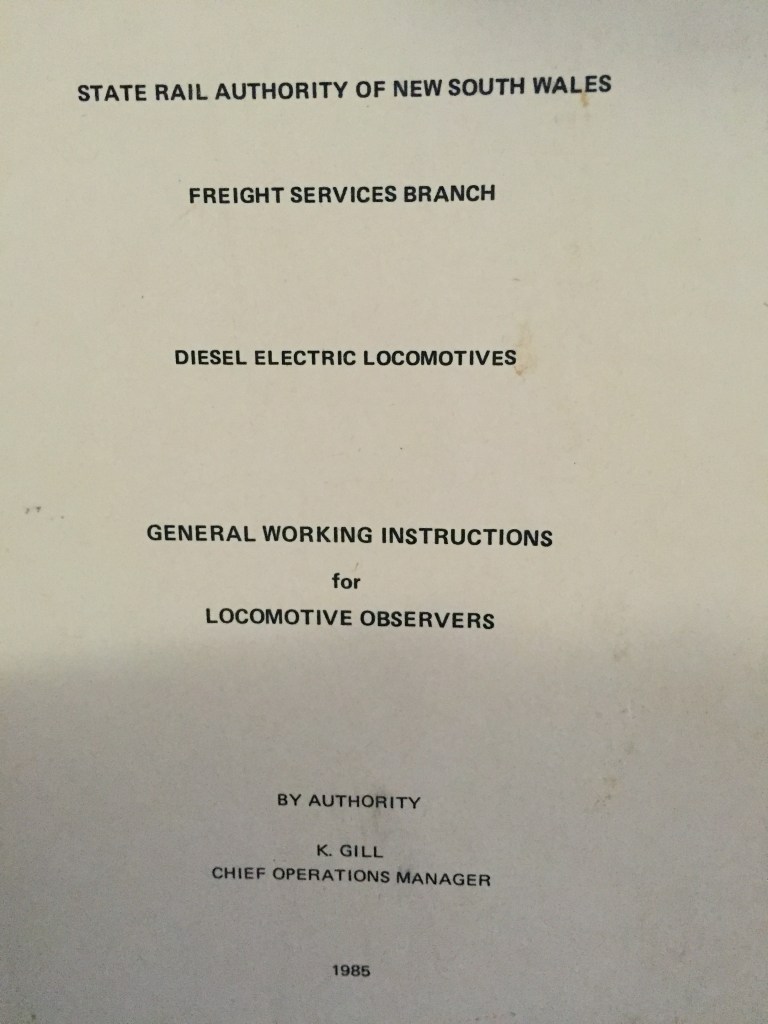 STATE RAIL AUTHORITY OF NEW SOUTH WALES
FREIGHT SERVICES BRANCH
DIESEL ELECTRIC LOCOMOTIVES
GENERAL WORKING INSTRUCTIONS
for
LOCOMOTIVE OBSERVERS
BY AUTHORITY
K. GILL
CHIEF OPERATIONS MANAGER
1985